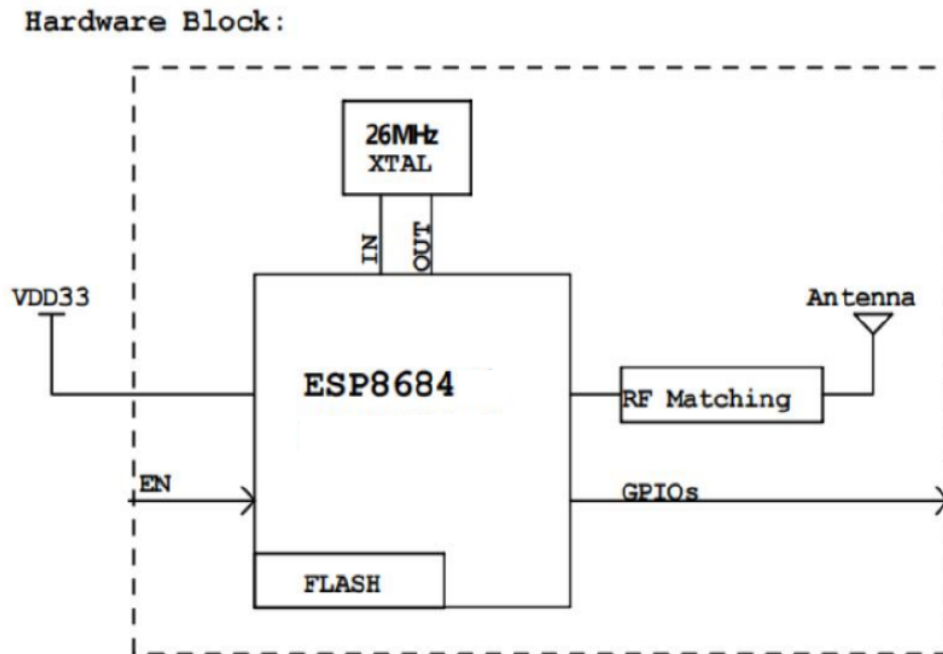 Hardware Block:
26MHz
XTAL
IN
OUT
VDD33
Antenna
ESP8684
RF Matching
EN
GPIOs
FLASH